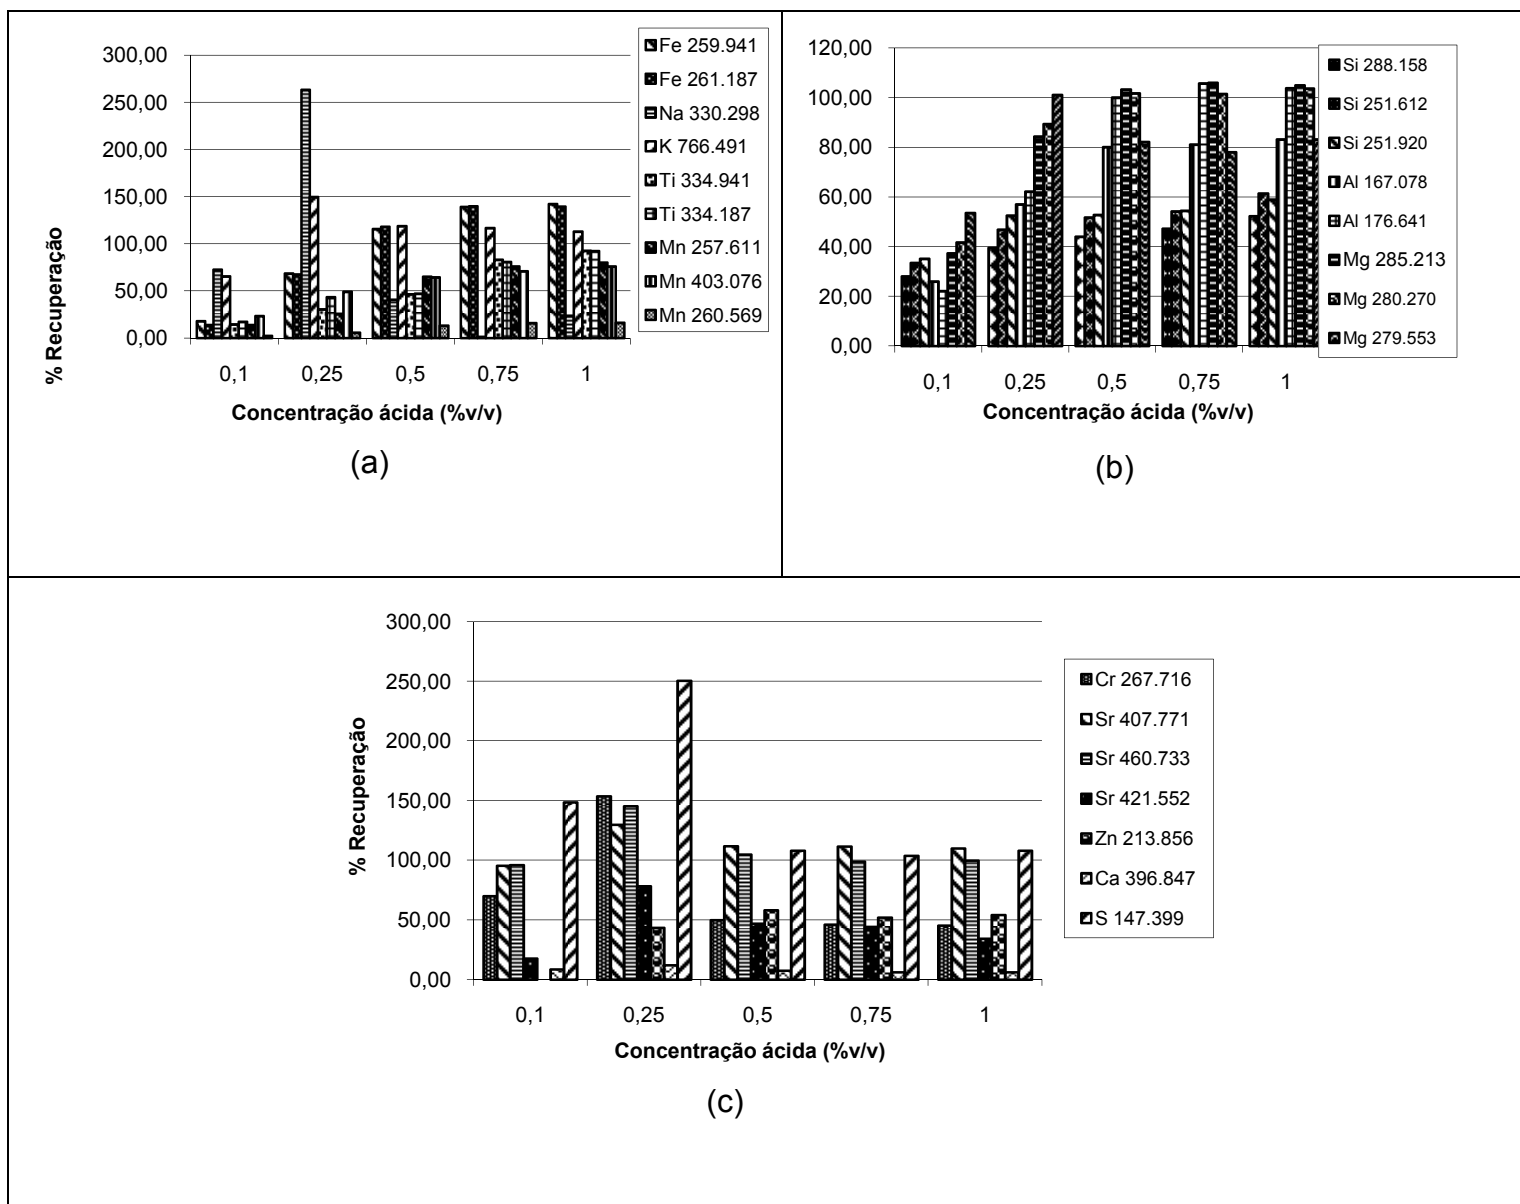 300,00
250,00
200,00
150,00
100,00
50,00
0,00
% Recuperação
0,1 0,25 0,5 0,75 1
Concentração ácida (%v/v)
Fe 259.941
Fe 261.187
Na 330.298
K 766.491
Ti 334.941
Ti 334.187
Mn 257.611
Mn 403.076
Mn 260.569
(a)
120,00
100,00
80,00
60,00
40,00
20,00
0,00
0,1 0,25 0,5 0,75 1
Concentração ácida (%v/v)
Si 288.158
Si 251.612
Si 251.920
Al 167.078
Al 176.641
Mg 285.213
Mg 280.270
Mg 279.553
(b)
300,00
250,00
200,00
150,00
100,00
50,00
0,00
% Recuperação
0,1 0,25 0,5 0,75 1
Concentração ácida (%v/v)
Cr 267.716
Sr 407.771
Sr 460.733
Sr 421.552
Zn 213.856
Ca 396.847
S 147.399
(c)